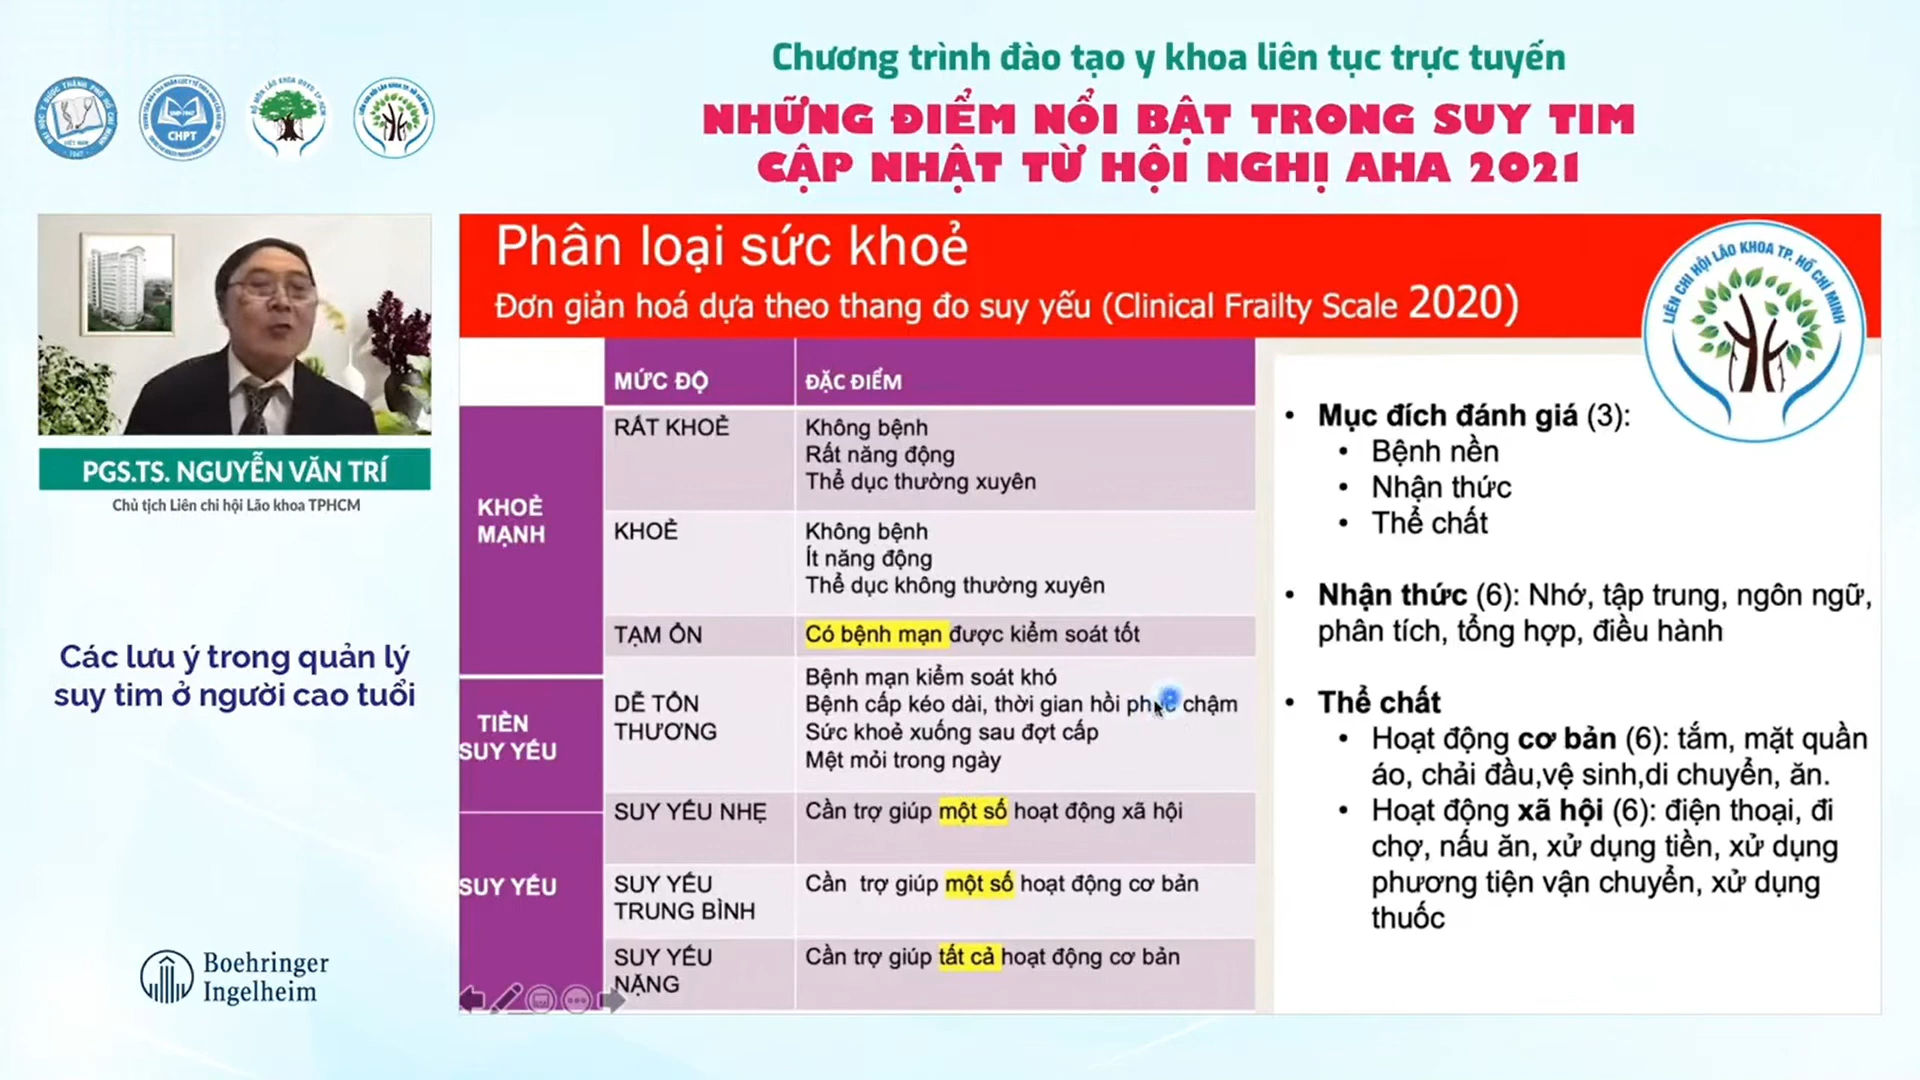 Chương trình đào tạo y khoa liên tục trực tuyến
NHỮNG ĐIỂM NỔI BẬT TRONG SUY TIM
CẬP NHẬT TỪ HỘI NGHỊ AHA 2021
CHPT
PGS.TS. NGUYỄN VĂN TRÍ
Chủ tịch Liên chi hội Lão khoa TPHCM
Các lưu ý trong quản lý
suy tim ở người cao tuổi
Boehringer
Ingelheim
Phân loại sức khoẻ
Đơn giản hoá dựa theo thang đo suy yếu (Clinical Frailty Scale 2020)
LIÊN CHI HỘI LÃO KHOA TP. HỒ CHÍ MINH
MỨC ĐỘ
ĐẶC ĐIỂM
KHOẺ
MẠNH
RẤT KHOẺ
Không bệnh
Rất năng động
Thể dục thường xuyên
KHOẺ
Không bệnh
Ít năng động
Thể dục không thường xuyên
TẠM ỔN
Có bệnh mạn được kiểm soát tốt
TIỀN
SUY YẾU
DỄ TỔN
THƯƠNG
Bệnh mạn kiểm soát khó
Bệnh cấp kéo dài, thời gian hồi phục chậm
Sức khoẻ xuống sau đợt cấp
Mệt mỏi trong ngày
SUY YẾU
SUY YẾU NHẸ
Cần trợ giúp một số hoạt động xã hội
SUY YẾU
TRUNG BÌNH
Cần trợ giúp một số hoạt động cơ bản
SUY YẾU
NẶNG
Cần trợ giúp tất cả hoạt động cơ bản
• Mục đích đánh giá (3):
• Bệnh nền
• Nhận thức
• Thể chất
• Nhận thức (6): Nhớ, tập trung, ngôn ngữ,
phân tích, tổng hợp, điều hành
• Thể chất
• Hoạt động cơ bản (6): tắm, mặt quần
áo, chải đầu,vệ sinh,di chuyển, ăn.
• Hoạt động xã hội (6): điện thoại, đi
chợ, nấu ăn, xử dụng tiền, xử dụng
phương tiện vận chuyển, xử dụng
thuốc